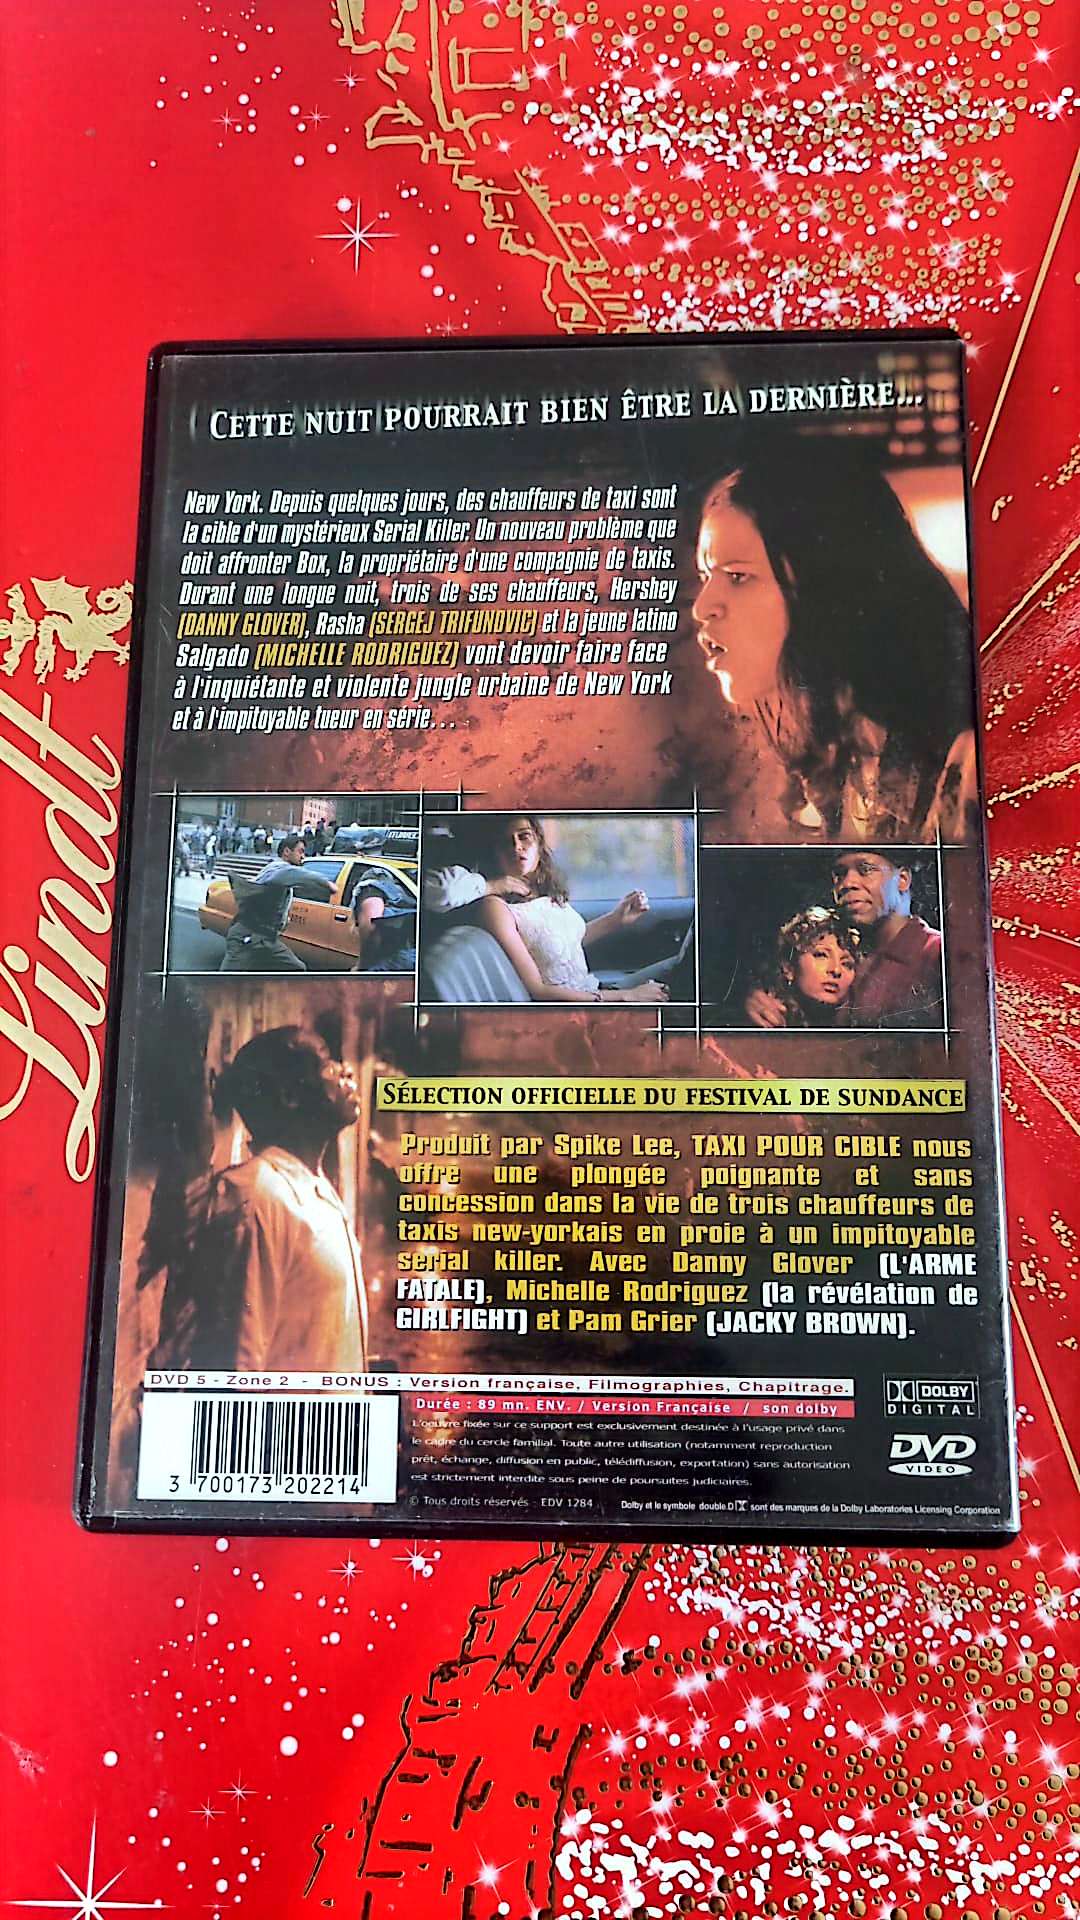 CETTE NUIT POURRAIT BIEN ÊTRE LA DERNIÈRE...
New York. Depuis quelques jours, des chauffeurs de taxi sont
la cible d'un mystérieux Serial Killer. Un nouveau problème que
doit affronter Box, la propriétaire d'une compagnie de taxis.
Durant une longue nuit, trois de ses chauffeurs, Hershey
(DANNY GLOVER), Rasha (SERGEJ TRIFUNOVIC) et la jeune latino
Salgado (MICHELLE RODRIGUEZ) vont devoir faire face
à l'inquiétante et violente jungle urbaine de New York
et à l'impitoyable tueur en série...
Lindt
SÉLECTION OFFICIELLE DU FESTIVAL DE SUNDANCE
Produit par Spike Lee, TAXI POUR CIBLE nous
offre une plongée poignante et sans
concession dans la vie de trois chauffeurs de
taxis new-yorkais en proie à un impitoyable
serial killer. Avec Danny Glover (L'ARME
FATALE), Michelle Rodriguez (la révélation de
GIRLFIGHT) et Pam Grier (JACKY BROWN).
DVD 5 - Zone 2 - BONUS : Version française, Filmographies, Chapitrage.
Durée : 89 mn. ENV. / Version Française / son dolby
L'oeuvre fixée sur ce support est exclusivement destinée à l'usage privé dans
le cadre du cercle familial. Toute autre utilisation (notamment reproduction
prêt, échange, diffusion en public, télédiffusion, exportation) sans autorisation
est strictement interdite sous peine de poursuites judiciaires.
DOLBY
DIGITAL
DVD
VIDEO
3 700173 202214
© Tous droits réservés : EDV 1284
Dolby et le symbole double D sont des marques de la Dolby Laboratories Licensing Corporation